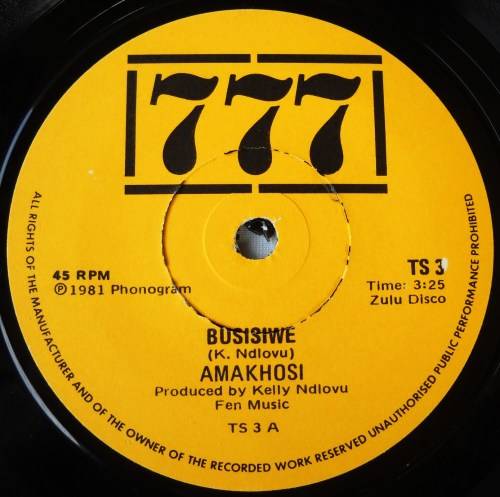 777
45 RPM
℗ 1981 Phonogram
TS 3
Time: 3:25
Zulu Disco
BUSISIWE
(K. Ndlovu)
AMAKHOSI
Produced by Kelly Ndlovu
Fen Music
TS 3 A
ALL RIGHTS OF THE MANUFACTURER AND OF THE OWNER OF THE RECORDED WORK RESERVED UNAUTHORISED PUBLIC PERFORMANCE PROHIBITED